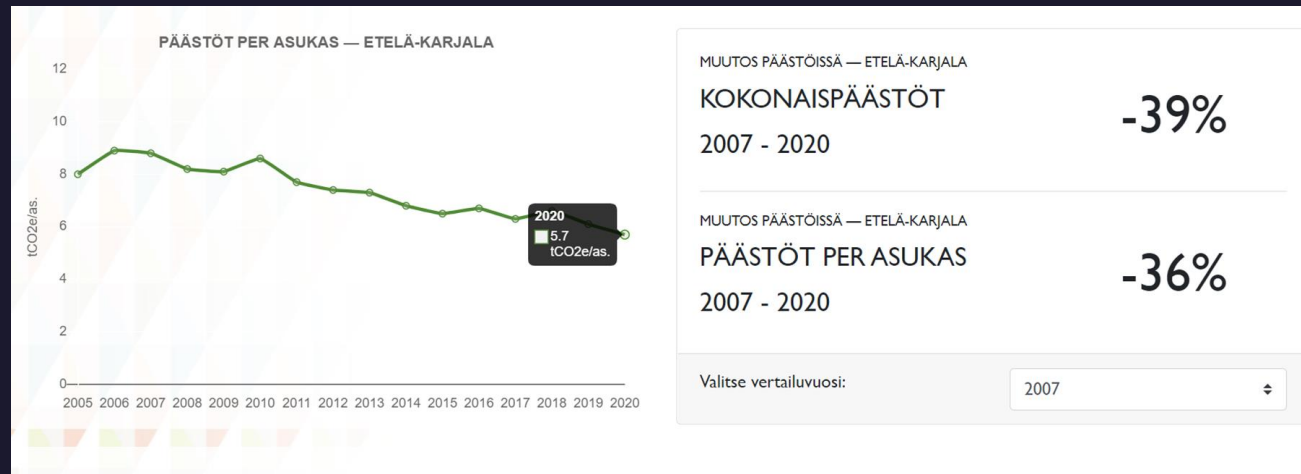 PÄÄSTÖT PER ASUKAS — ETELÄ-KARJALA
12
10
8
6
4
2
0
tCO2e/as.
2005 2006 2007 2008 2009 2010 2011 2012 2013 2014 2015 2016 2017 2018 2019 2020
2020
5.7
tCO2e/as.
MUUTOS PÄÄSTÖISSÄ — ETELÄ-KARJALA
KOKONAISPÄÄSTÖT
2007 - 2020
-39%
MUUTOS PÄÄSTÖISSÄ — ETELÄ-KARJALA
PÄÄSTÖT PER ASUKAS
2007 - 2020
-36%
Valitse vertailuvuosi:
2007